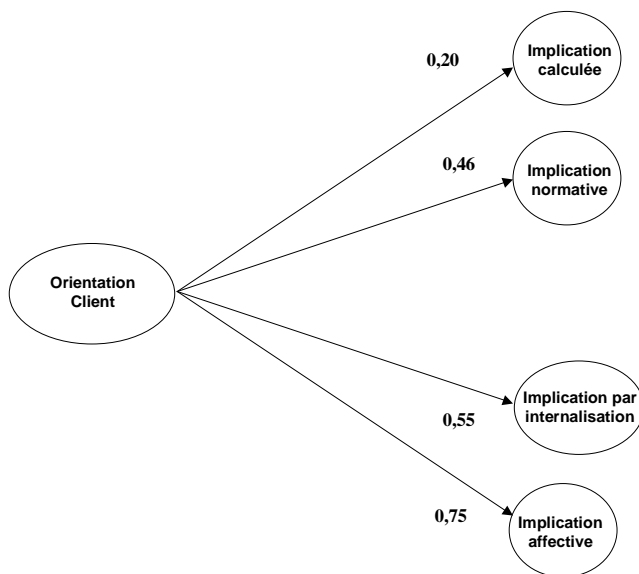 Implication
calculée
0,20
0,46
Implication
normative
Orientation
Client
Implication par
internalisation
0,55
0,75
Implication
affective